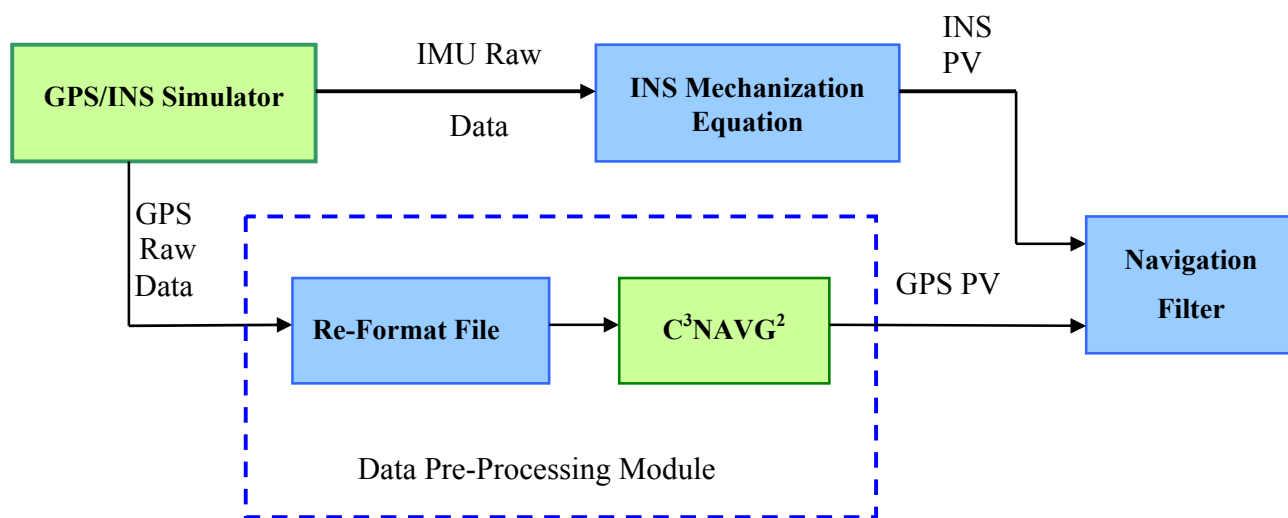 GPS/INS Simulator
IMU Raw
Data
INS Mechanization
Equation
INS
PV
GPS
Raw
Data
Re-Format File
C³NAVG²
GPS PV
Navigation
Filter
Data Pre-Processing Module